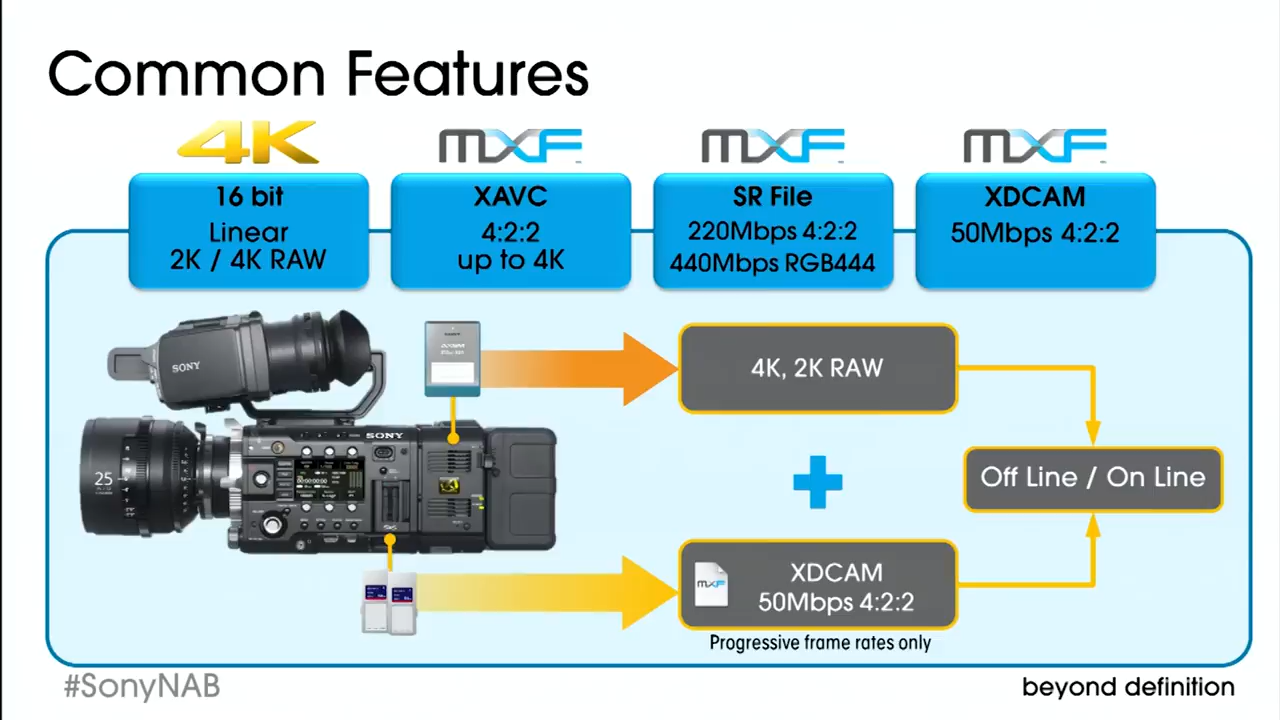 Common Features
4K
MXF
MXF
MXF
16 bit
Linear
2K / 4K RAW
XAVC
4:2:2
up to 4K
SR File
220Mbps 4:2:2
440Mbps RGB444
XDCAM
50Mbps 4:2:2
SONY
SONY
25
4K, 2K RAW
Off Line / On Line
MXF
XDCAM
50Mbps 4:2:2
Progressive frame rates only
#SonyNAB
beyond definition